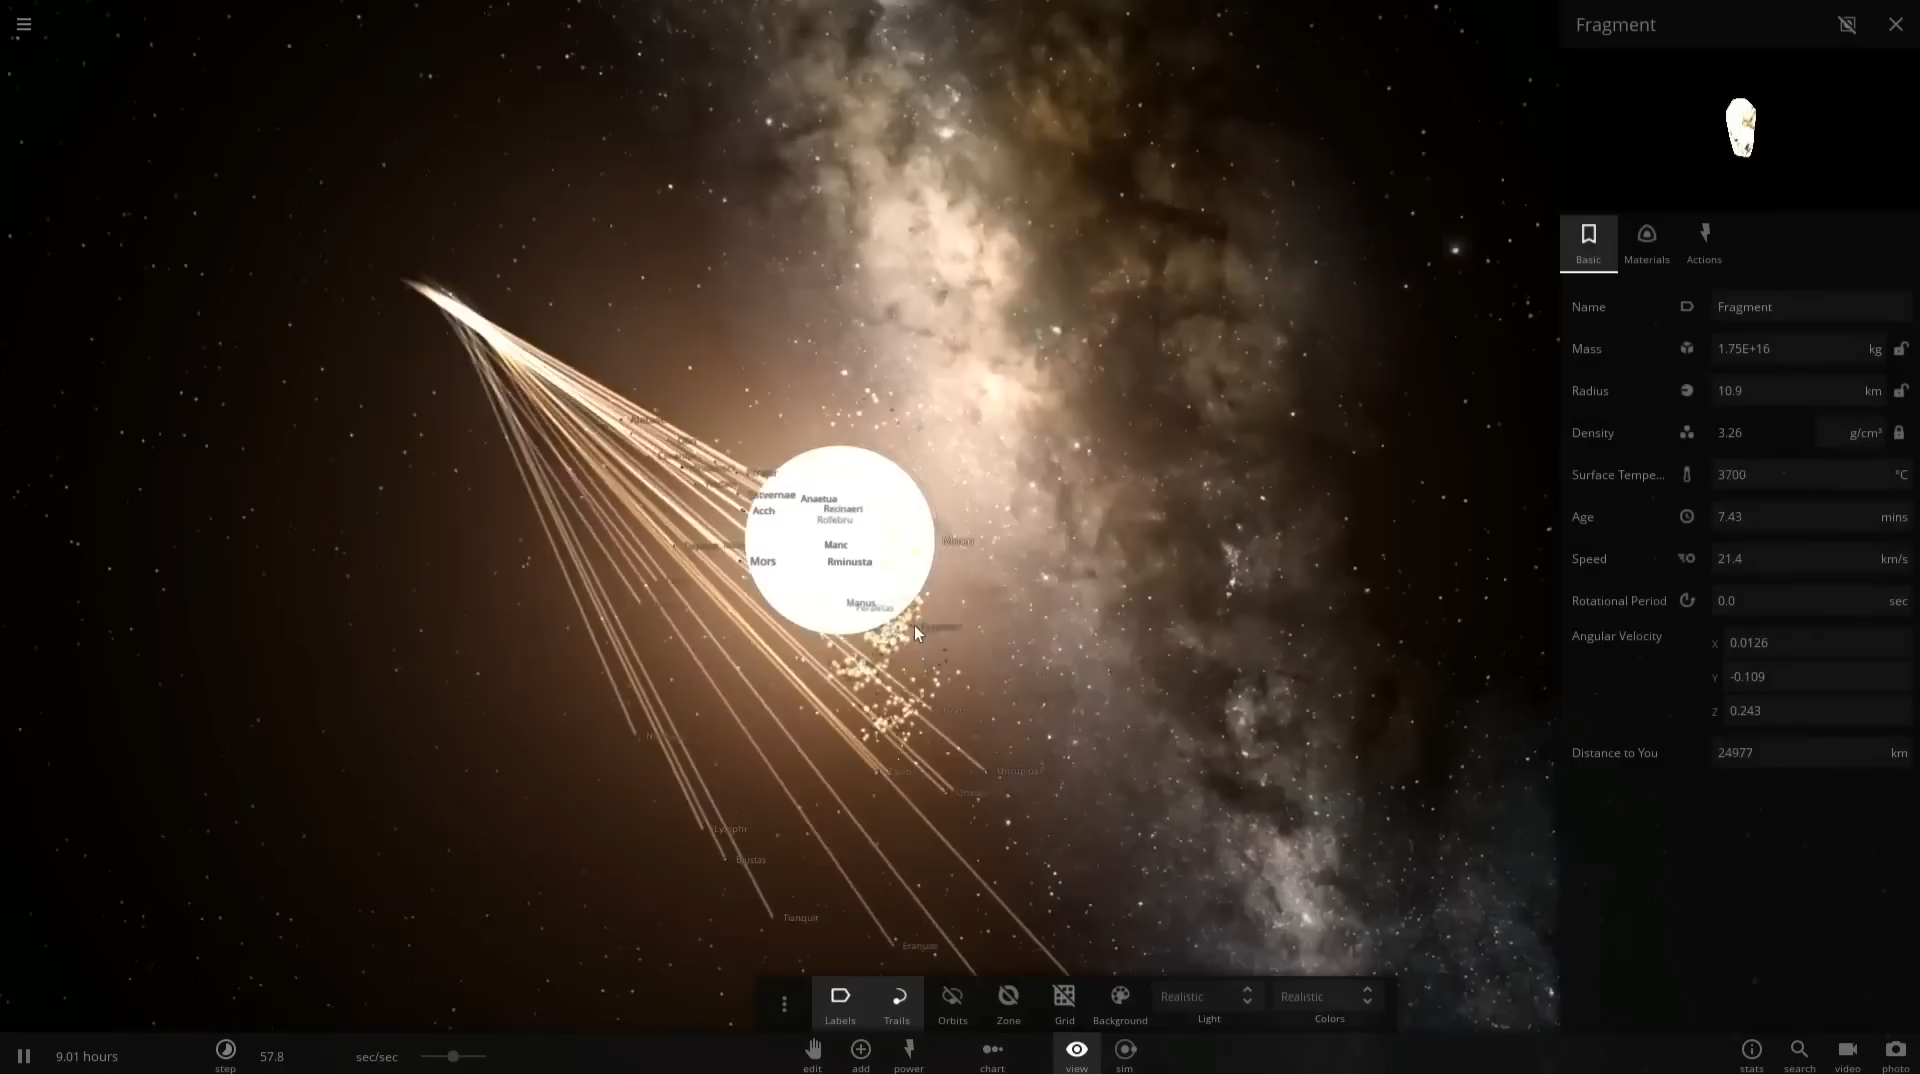 Fragment
Basic
Materials
Actions
Name
Fragment
Mass
1.75E+16
kg
Radius
10.9
km
Density
3.26
g/cm³
Surface Tempe...
3700
°C
Age
7.43
mins
Speed
21.4
km/s
Rotational Period
0.0
sec
Angular Velocity
X
0.0126
Y
-0.109
Z
0.243
Distance to You
24977
km
Anaetua
Acch
Recinaeri
Rcifebru
Manc
Mors
Rminusta
Manus
Tianquir
Labels
Trails
Orbits
Zone
Grid
Background
Realistic
Light
Realistic
Colors
9.01 hours
step
57.8
sec/sec
edit
add
power
chart
view
sim
stats
search
video
photo